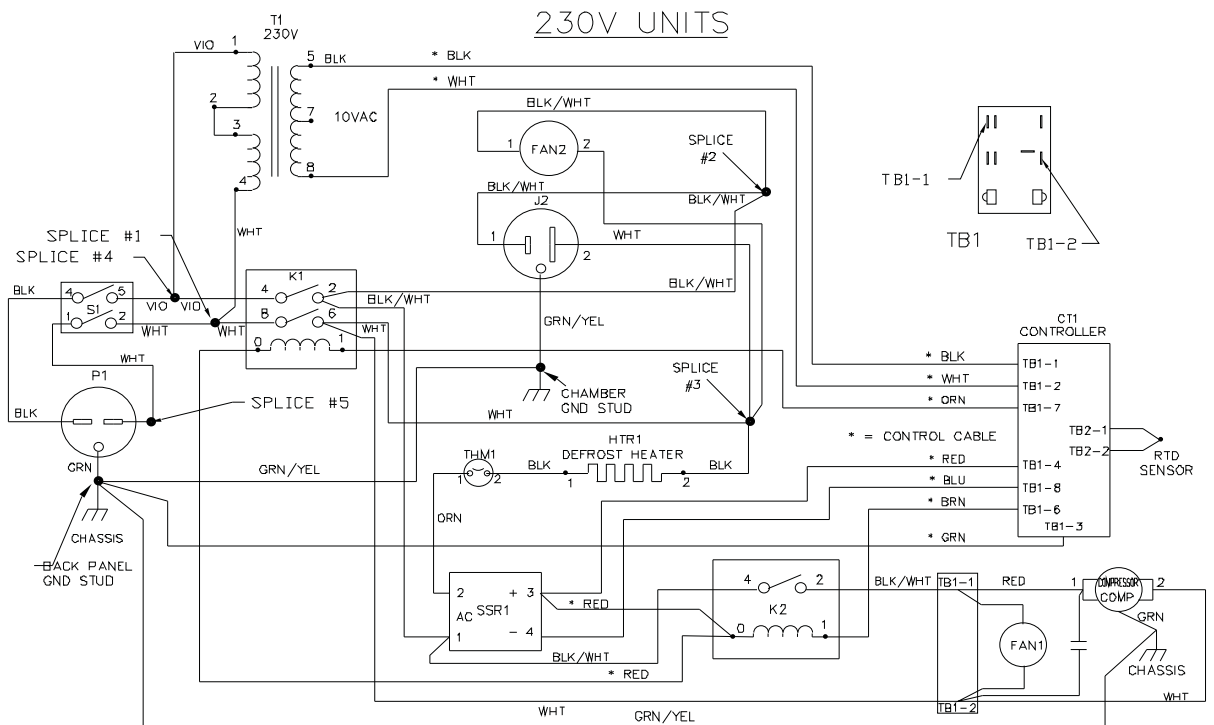 230V UNITS
T1
230V
VIO
1
2
3
4
5
BLK
7
10VAC
8
* BLK
* WHT
BLK/WHT
1
FAN2
2
SPLICE
#2
BLK/WHT
BLK/WHT
J2
1
2
WHT
TB1-1
TB1
TB1-2
WHT
SPLICE #1
SPLICE #4
BLK
4
5
S1
1
2
VIO
VIO
WHT
WHT
K1
4
2
8
6
0
1
BLK/WHT
WHT
BLK/WHT
GRN/YEL
WHT
P1
BLK
SPLICE #5
GRN
CHASSIS
BACK PANEL
GND STUD
CHAMBER
GND STUD
SPLICE
#3
WHT
GRN/YEL
THM1
1
2
BLK
HTR1
DEFROST HEATER
1
2
BLK
ORN
CT1
CONTROLLER
* BLK
TB1-1
* WHT
TB1-2
* ORN
TB1-7
* = CONTROL CABLE
TB2-1
TB2-2
RTD
SENSOR
* RED
TB1-4
* BLU
TB1-8
* BRN
TB1-6
TB1-3
* GRN
2
+ 3
AC
SSR1
1
- 4
* RED
BLK/WHT
* RED
4
2
K2
0
1
BLK/WHT
TB1-1
RED
FAN1
TB1-2
1
COMPRESSOR
COMP
2
GRN
CHASSIS
WHT
WHT
GRN/YEL